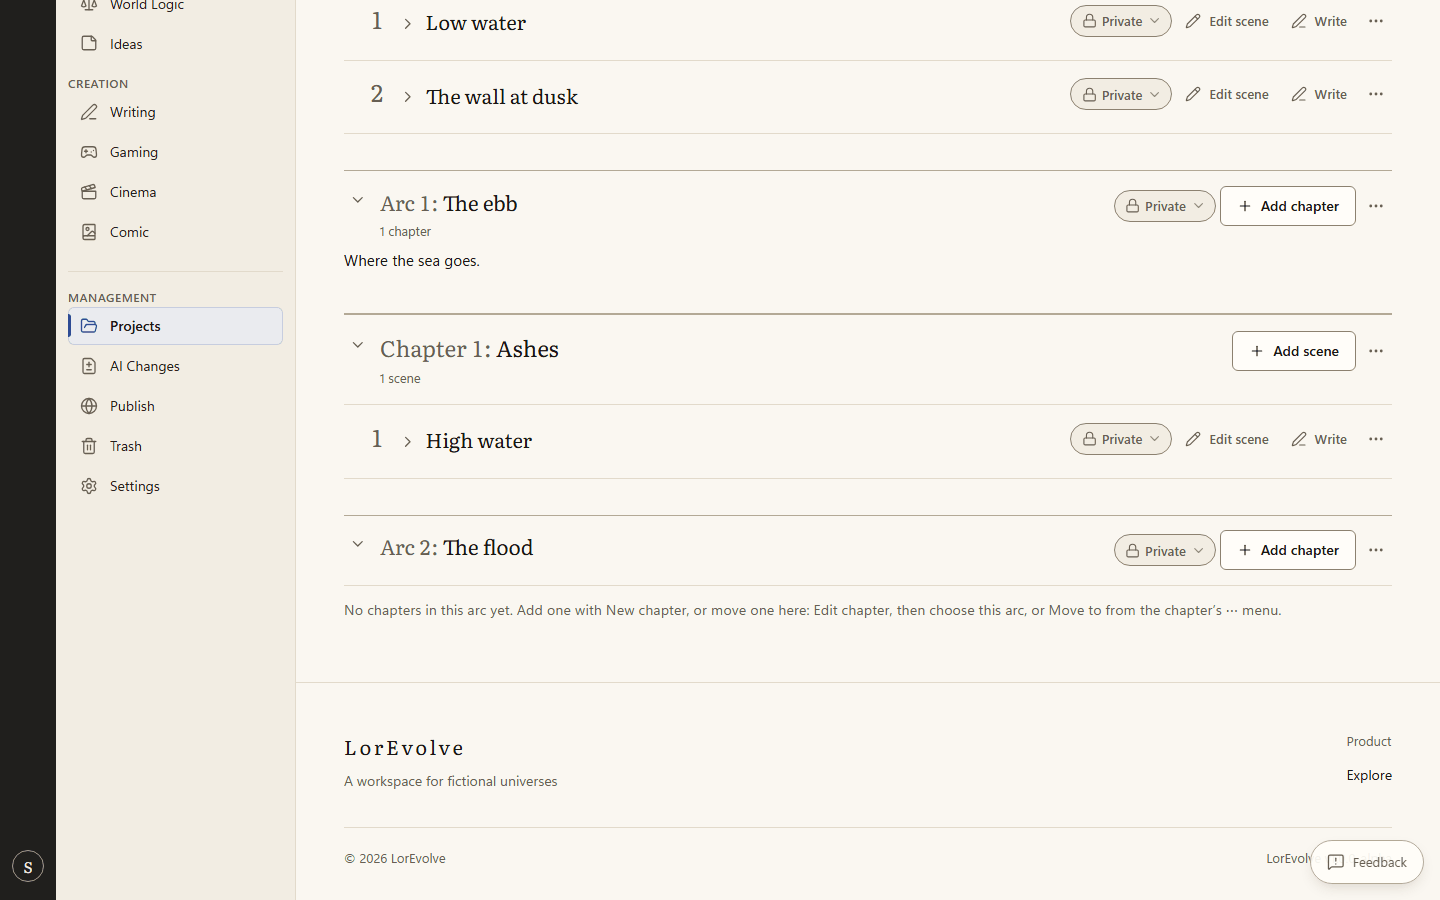 World Logic
Ideas
CREATION
Writing
Gaming
Cinema
Comic
MANAGEMENT
Projects
AI Changes
Publish
Trash
Settings
S
1 Low water Private Edit scene Write ···
2 The wall at dusk Private Edit scene Write ···
Arc 1: The ebb Private + Add chapter ···
1 chapter
Where the sea goes.
Chapter 1: Ashes + Add scene ···
1 scene
1 High water Private Edit scene Write ···
Arc 2: The flood Private + Add chapter ···
No chapters in this arc yet. Add one with New chapter, or move one here: Edit chapter, then choose this arc, or Move to from the chapter’s ··· menu.
LorEvolve
A workspace for fictional universes
Product
Explore
© 2026 LorEvolve
Feedback